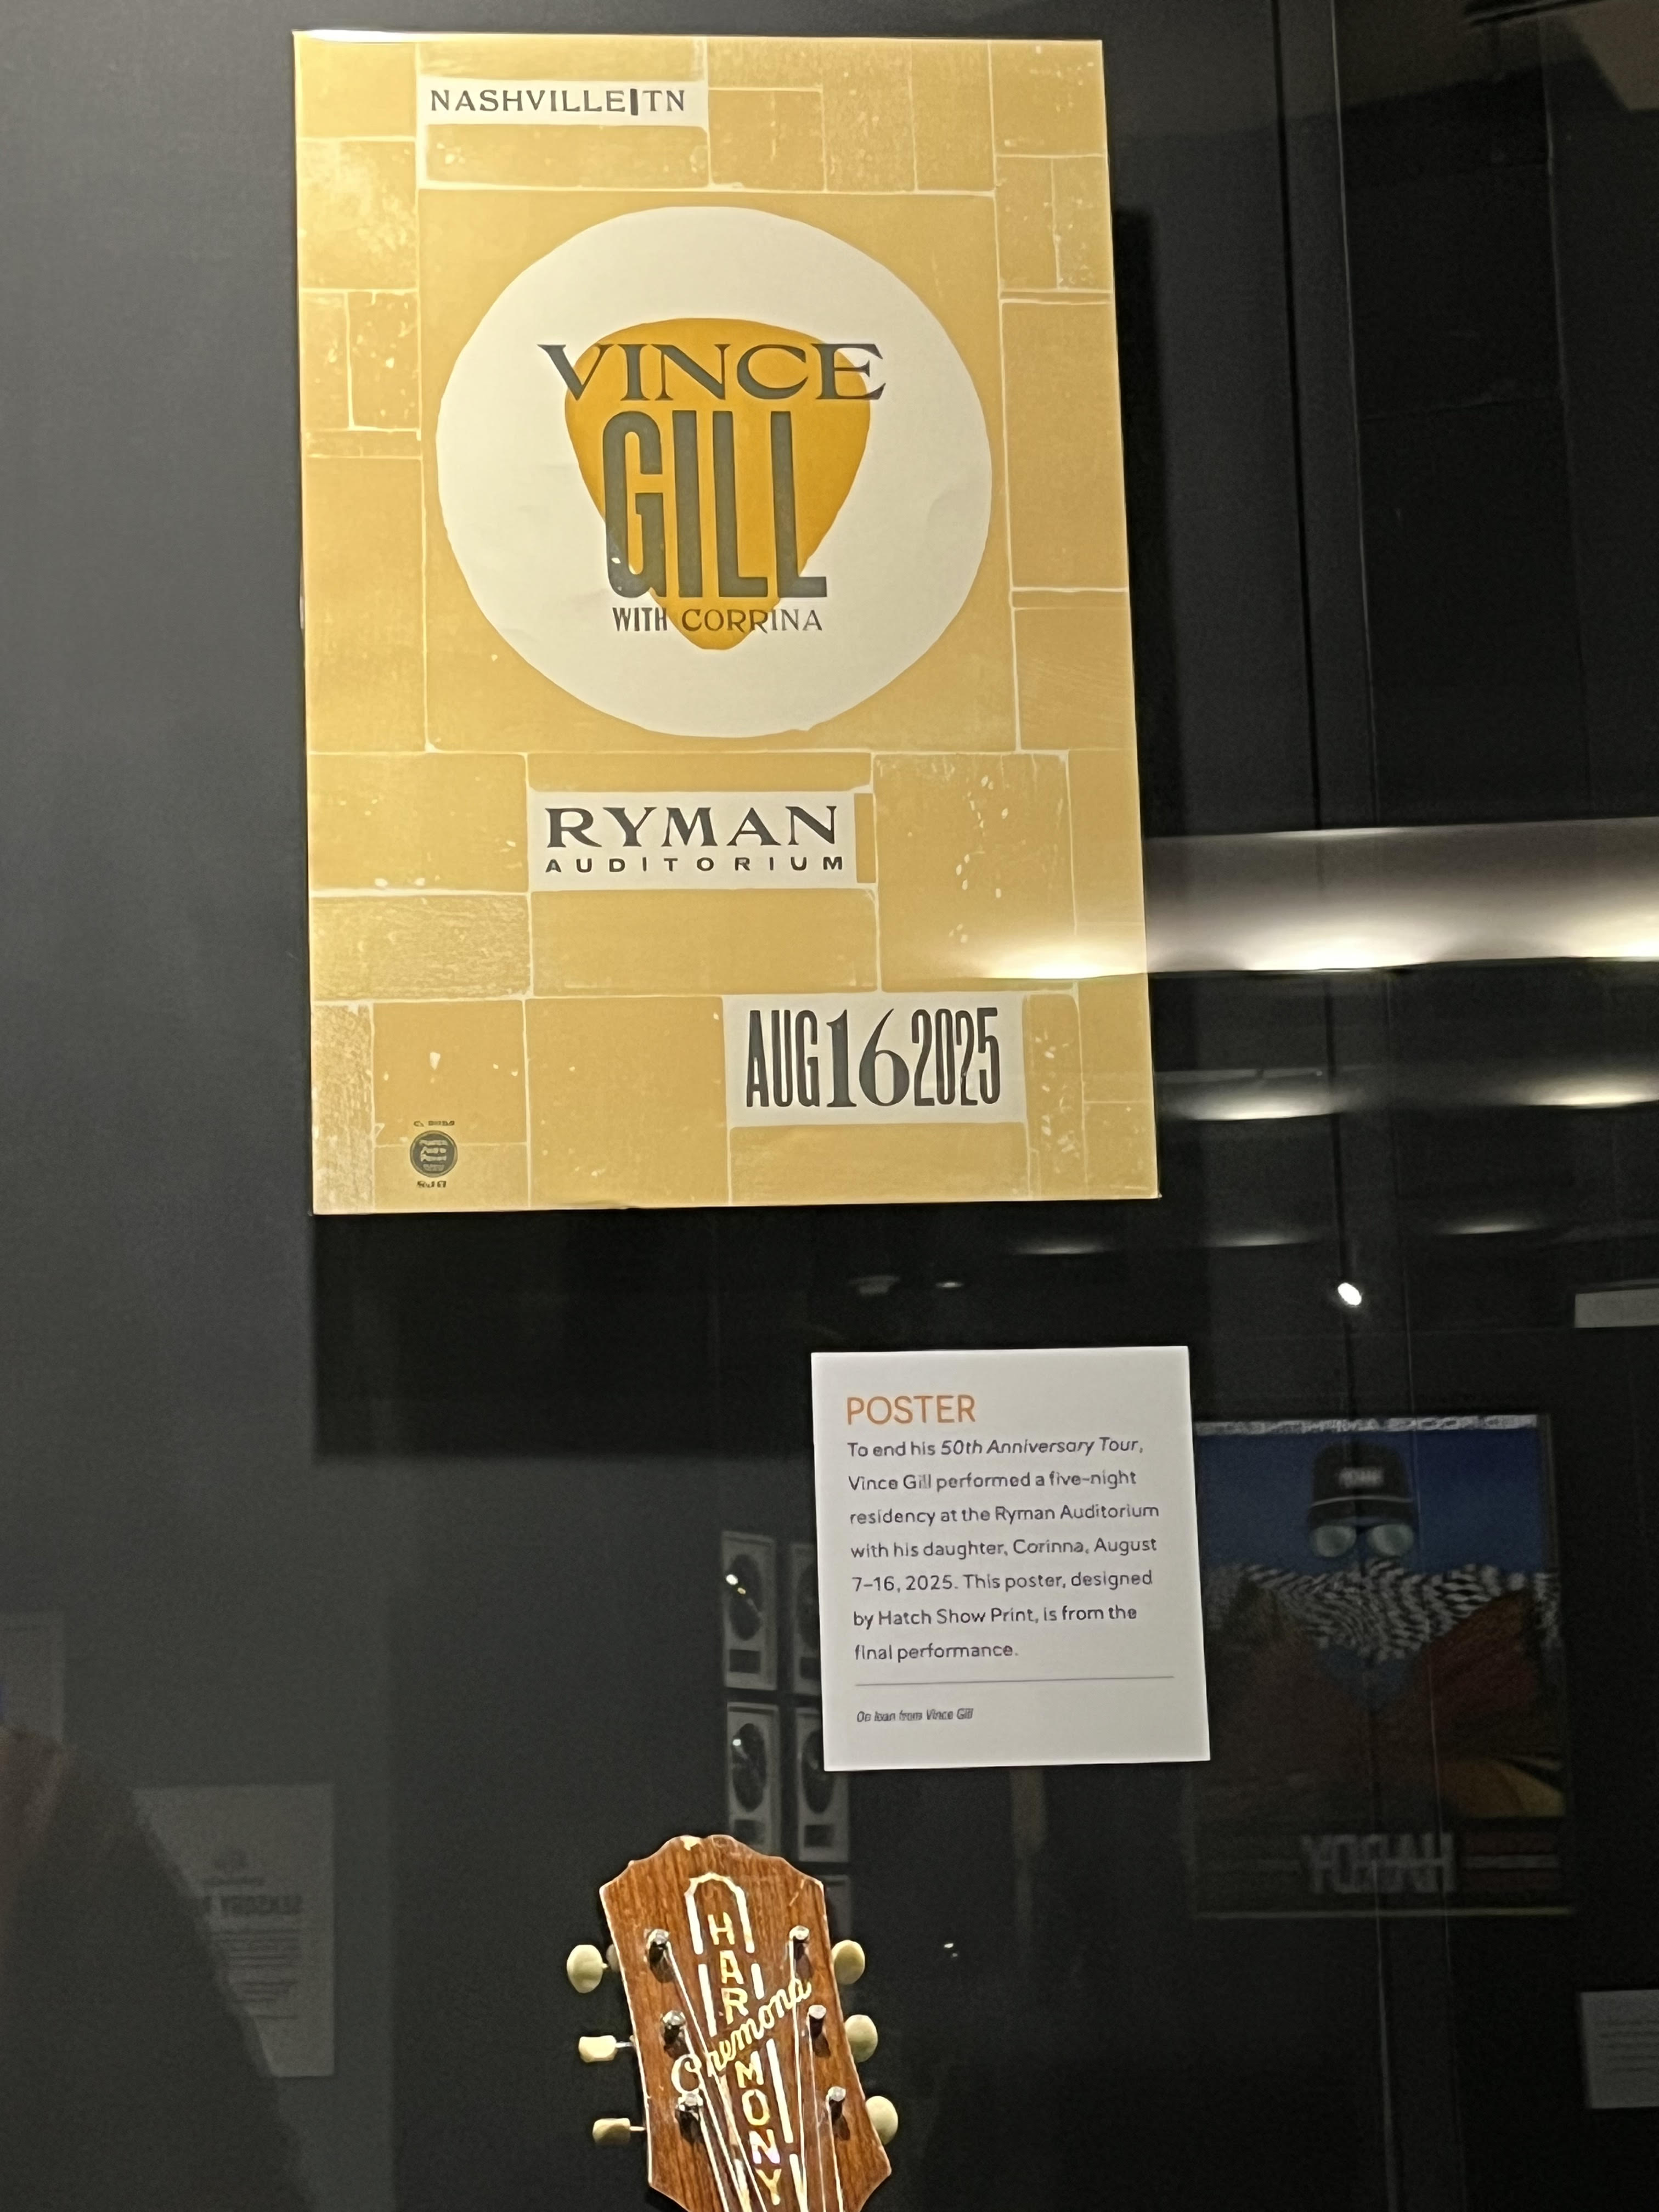 NASHVILLE|TN
VINCE
GILL
WITH CORRINA
RYMAN
AUDITORIUM
AUG 16 2025
POSTER
To end his 50th Anniversary Tour,
Vince Gill performed a five-night
residency at the Ryman Auditorium
with his daughter, Corinna, August
7–16, 2025. This poster, designed
by Hatch Show Print, is from the
final performance.
On loan from Vince Gill
HARMONY
Cremona